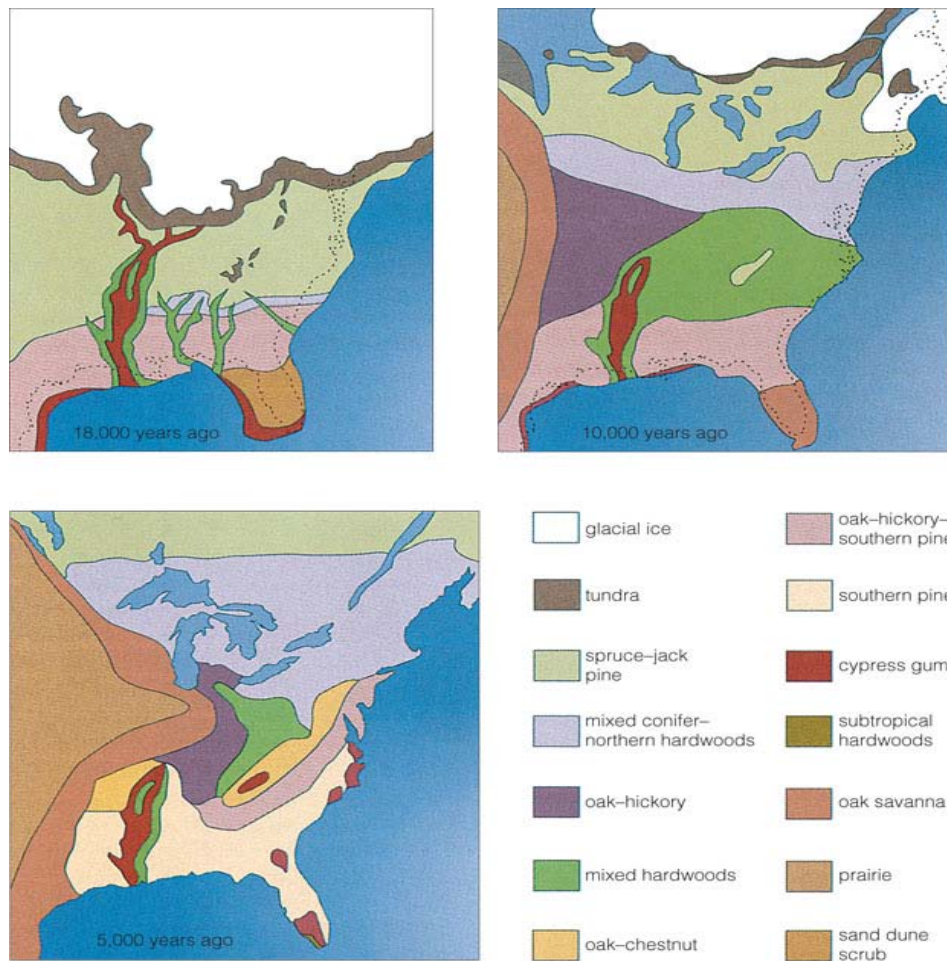 18,000 years ago
10,000 years ago
5,000 years ago
glacial ice
tundra
spruce–jack
pine
mixed conifer–
northern hardwoods
oak–hickory
mixed hardwoods
oak–chestnut
oak–hickory–
southern pine
southern pine
cypress gum
subtropical
hardwoods
oak savanna
prairie
sand dune
scrub